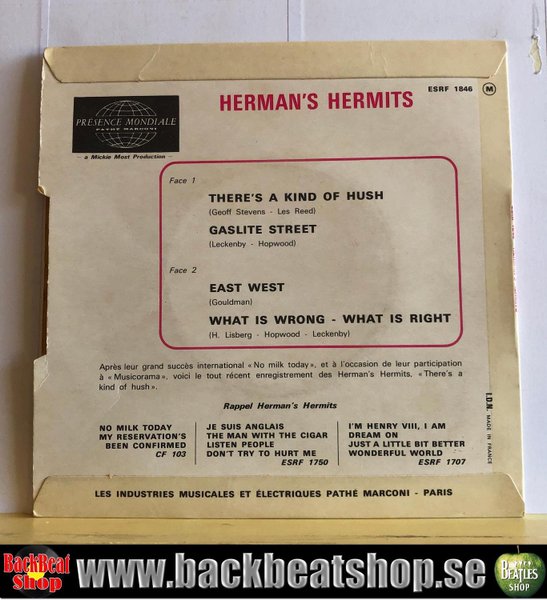 ESRF 1846 M
HERMAN'S HERMITS
PRÉSENCE MONDIALE
PATHÉ MARCONI
- a Mickie Most Production -
Face 1
THERE'S A KIND OF HUSH
(Geoff Stevens - Les Reed)
GASLITE STREET
(Leckenby - Hopwood)
Face 2
EAST WEST
(Gouldman)
WHAT IS WRONG - WHAT IS RIGHT
(H. Lisberg - Hopwood - Leckenby)
Après leur grand succès international « No milk today », et à l'occasion de leur participation
à « Musicorama », voici le tout récent enregistrement des Herman's Hermits, « There's a
kind of hush ».
Rappel Herman's Hermits
NO MILK TODAY
MY RESERVATION'S
BEEN CONFIRMED
CF 103
JE SUIS ANGLAIS
THE MAN WITH THE CIGAR
LISTEN PEOPLE
DON'T TRY TO HURT ME
ESRF 1750
I'M HENRY VIII, I AM
DREAM ON
JUST A LITTLE BIT BETTER
WONDERFUL WORLD
ESRF 1707
I.D.N. MADE IN FRANCE
LES INDUSTRIES MUSICALES ET ÉLECTRIQUES PATHÉ MARCONI - PARIS
BackBeat
Shop
www.backbeatshop.se
BEATLES
SHOP